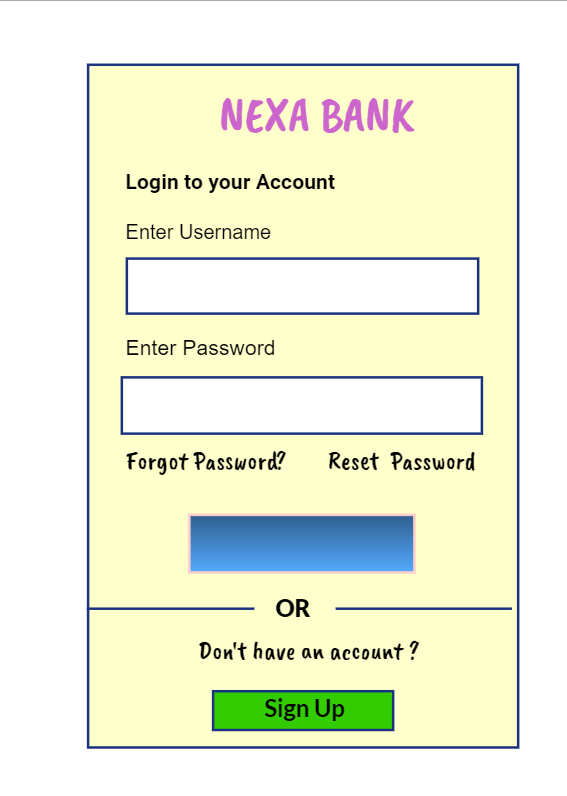 NEXA BANK
Login to your Account
Enter Username
Enter Password
Forgot Password? Reset Password
OR
Don't have an account ?
Sign Up